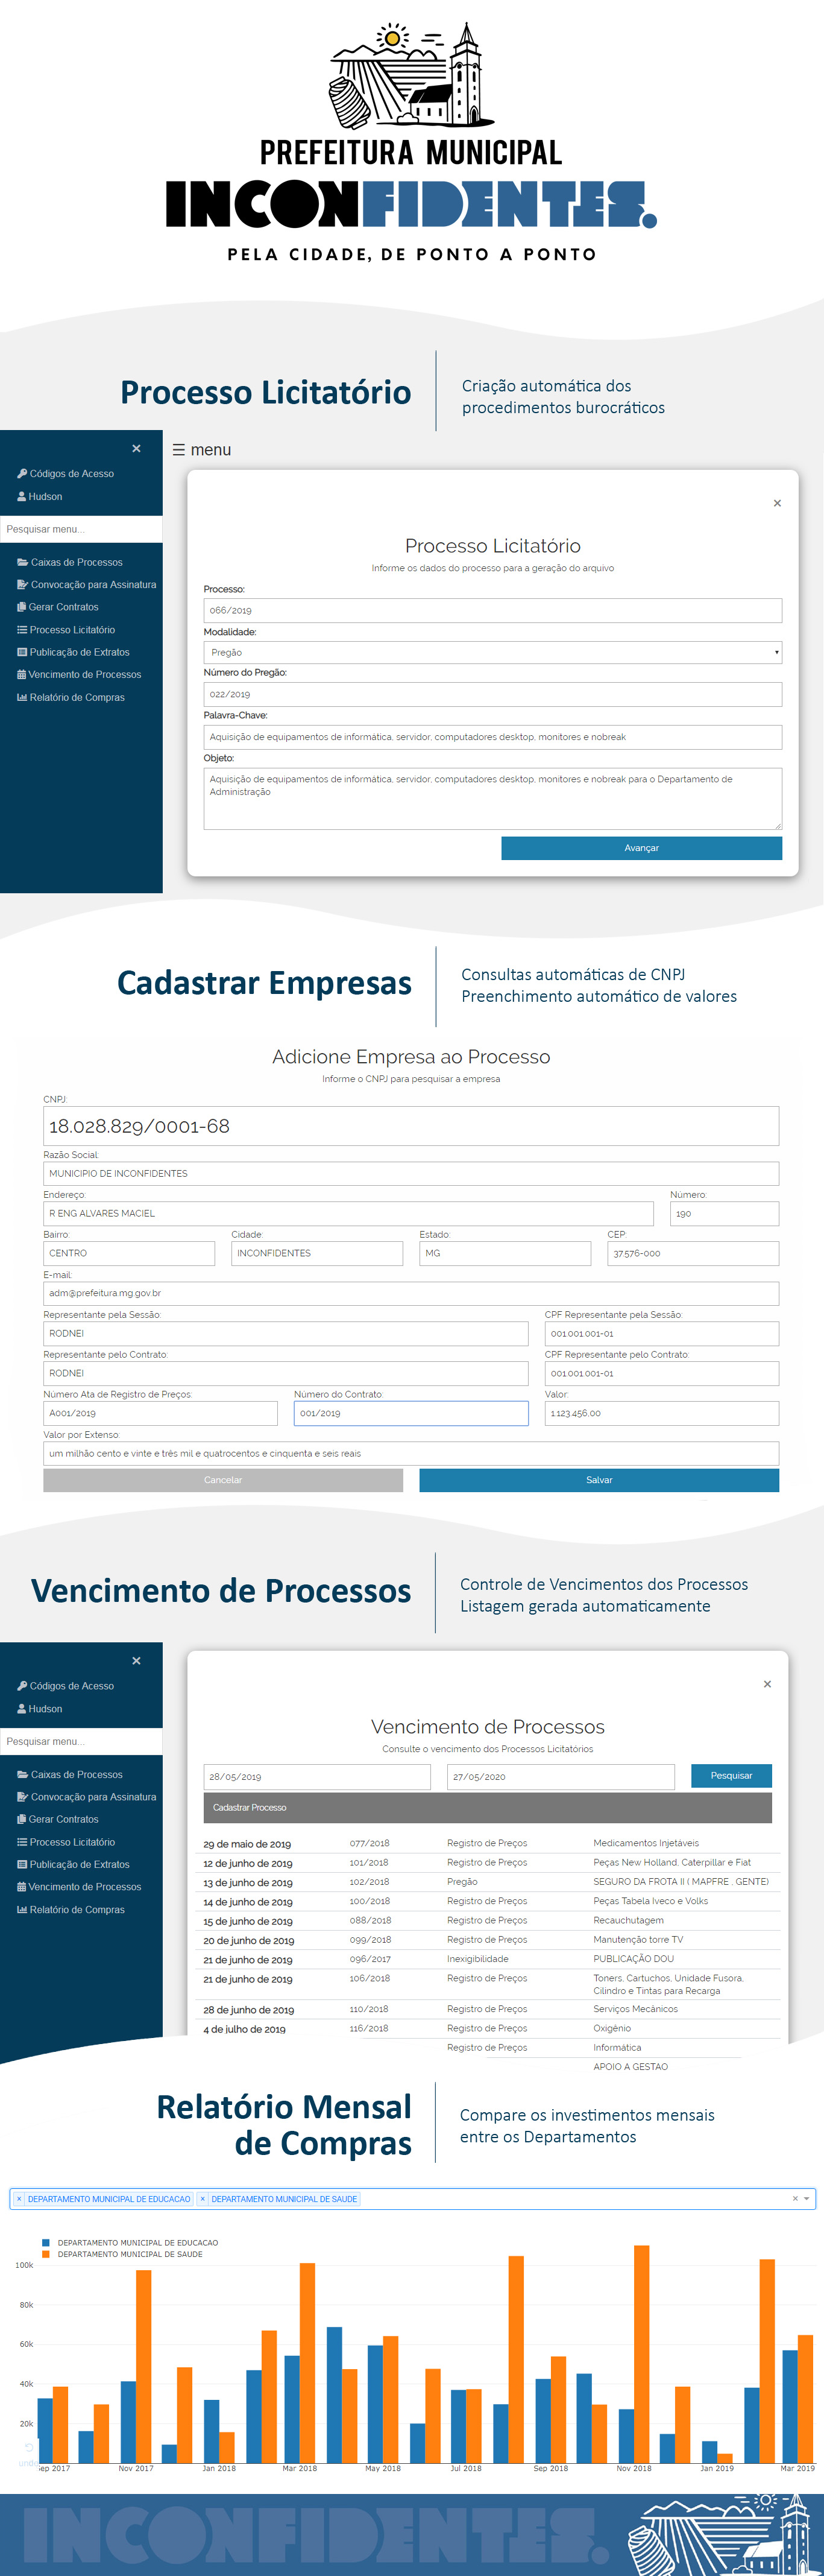 PREFEITURA MUNICIPAL
INCONFIDENTES.
PELA CIDADE, DE PONTO A PONTO
Processo Licitatório
Criação automática dos
procedimentos burocráticos
×
☰ menu
Códigos de Acesso
Hudson
Pesquisar menu...
Caixas de Processos
Convocação para Assinatura
Gerar Contratos
Processo Licitatório
Publicação de Extratos
Vencimento de Processos
Relatório de Compras
×
Processo Licitatório
Informe os dados do processo para a geração do arquivo
Processo:
066/2019
Modalidade:
Pregão
Número do Pregão:
022/2019
Palavra-Chave:
Aquisição de equipamentos de informática, servidor, computadores desktop, monitores e nobreak
Objeto:
Aquisição de equipamentos de informática, servidor, computadores desktop, monitores e nobreak para o Departamento de
Administração
Avançar
Cadastrar Empresas
Consultas automáticas de CNPJ
Preenchimento automático de valores
Adicione Empresa ao Processo
Informe o CNPJ para pesquisar a empresa
CNPJ:
18.028.829/0001-68
Razão Social:
MUNICIPIO DE INCONFIDENTES
Endereço: Número:
R ENG ALVARES MACIEL 190
Bairro: Cidade: Estado: CEP:
CENTRO INCONFIDENTES MG 37.576-000
E-mail:
adm@prefeitura.mg.gov.br
Representante pela Sessão: CPF Representante pela Sessão:
RODNEI 001.001.001-01
Representante pelo Contrato: CPF Representante pelo Contrato:
RODNEI 001.001.001-01
Número Ata de Registro de Preços: Número do Contrato: Valor:
A001/2019 001/2019 1.123.456,00
Valor por Extenso:
um milhão cento e vinte e três mil e quatrocentos e cinquenta e seis reais
Cancelar Salvar
Vencimento de Processos
Controle de Vencimentos dos Processos
Listagem gerada automaticamente
×
Códigos de Acesso
Hudson
Pesquisar menu...
Caixas de Processos
Convocação para Assinatura
Gerar Contratos
Processo Licitatório
Publicação de Extratos
Vencimento de Processos
Relatório de Compras
×
Vencimento de Processos
Consulte o vencimento dos Processos Licitatórios
28/05/2019 27/05/2020 Pesquisar
Cadastrar Processo
29 de maio de 2019 077/2018 Registro de Preços Medicamentos Injetáveis
12 de junho de 2019 101/2018 Registro de Preços Peças New Holland, Caterpillar e Fiat
13 de junho de 2019 102/2018 Pregão SEGURO DA FROTA II ( MAPFRE , GENTE)
14 de junho de 2019 100/2018 Registro de Preços Peças Tabela Iveco e Volks
15 de junho de 2019 088/2018 Registro de Preços Recauchutagem
20 de junho de 2019 099/2018 Registro de Preços Manutenção torre TV
21 de junho de 2019 096/2017 Inexigibilidade PUBLICAÇÃO DOU
21 de junho de 2019 106/2018 Registro de Preços Toners, Cartuchos, Unidade Fusora,
Cilindro e Tintas para Recarga
28 de junho de 2019 110/2018 Registro de Preços Serviços Mecânicos
4 de julho de 2019 116/2018 Registro de Preços Oxigênio
Registro de Preços Informática
APOIO A GESTAO
Relatório Mensal
de Compras
Compare os investimentos mensais
entre os Departamentos
× DEPARTAMENTO MUNICIPAL DE EDUCACAO × DEPARTAMENTO MUNICIPAL DE SAUDE ×
DEPARTAMENTO MUNICIPAL DE EDUCACAO
DEPARTAMENTO MUNICIPAL DE SAUDE
100k
80k
60k
40k
20k
undo
Sep 2017 Nov 2017 Jan 2018 Mar 2018 May 2018 Jul 2018 Sep 2018 Nov 2018 Jan 2019 Mar 2019
INCONFIDENTES.